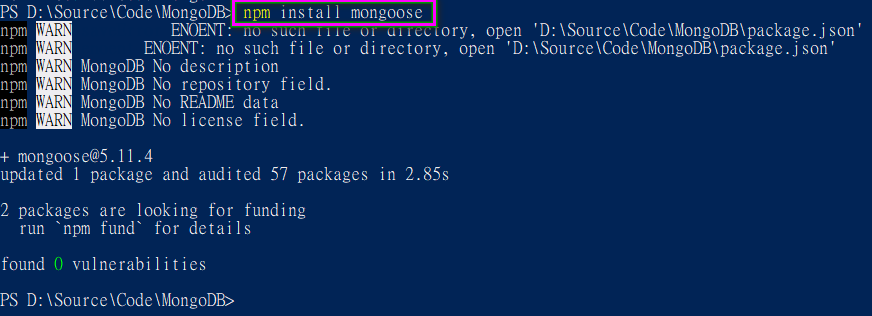 PS D:\Source\Code\MongoDB> npm install mongoose
npm WARN ENOENT: no such file or directory, open 'D:\Source\Code\MongoDB\package.json'
npm WARN ENOENT: no such file or directory, open 'D:\Source\Code\MongoDB\package.json'
npm WARN MongoDB No description
npm WARN MongoDB No repository field.
npm WARN MongoDB No README data
npm WARN MongoDB No license field.
+ mongoose@5.11.4
updated 1 package and audited 57 packages in 2.85s
2 packages are looking for funding
run `npm fund` for details
found 0 vulnerabilities
PS D:\Source\Code\MongoDB>